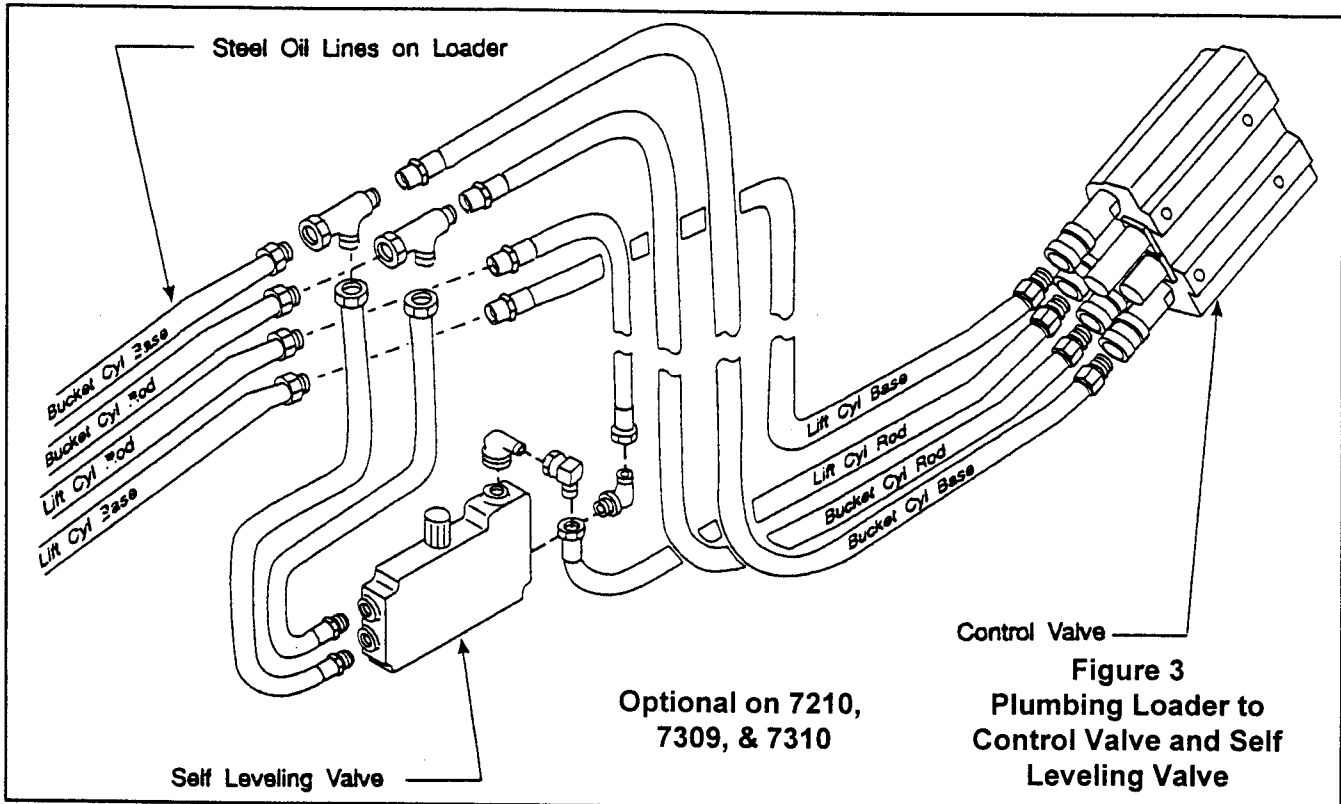 Steel Oil Lines on Loader
Bucket Cyl Base
Bucket Cyl Rod
Lift Cyl Rod
Lift Cyl Base
Lift Cyl Base
Lift Cyl Rod
Bucket Cyl Rod
Bucket Cyl Base
Control Valve
Optional on 7210,
7309, & 7310
Figure 3
Plumbing Loader to
Control Valve and Self
Leveling Valve
Self Leveling Valve